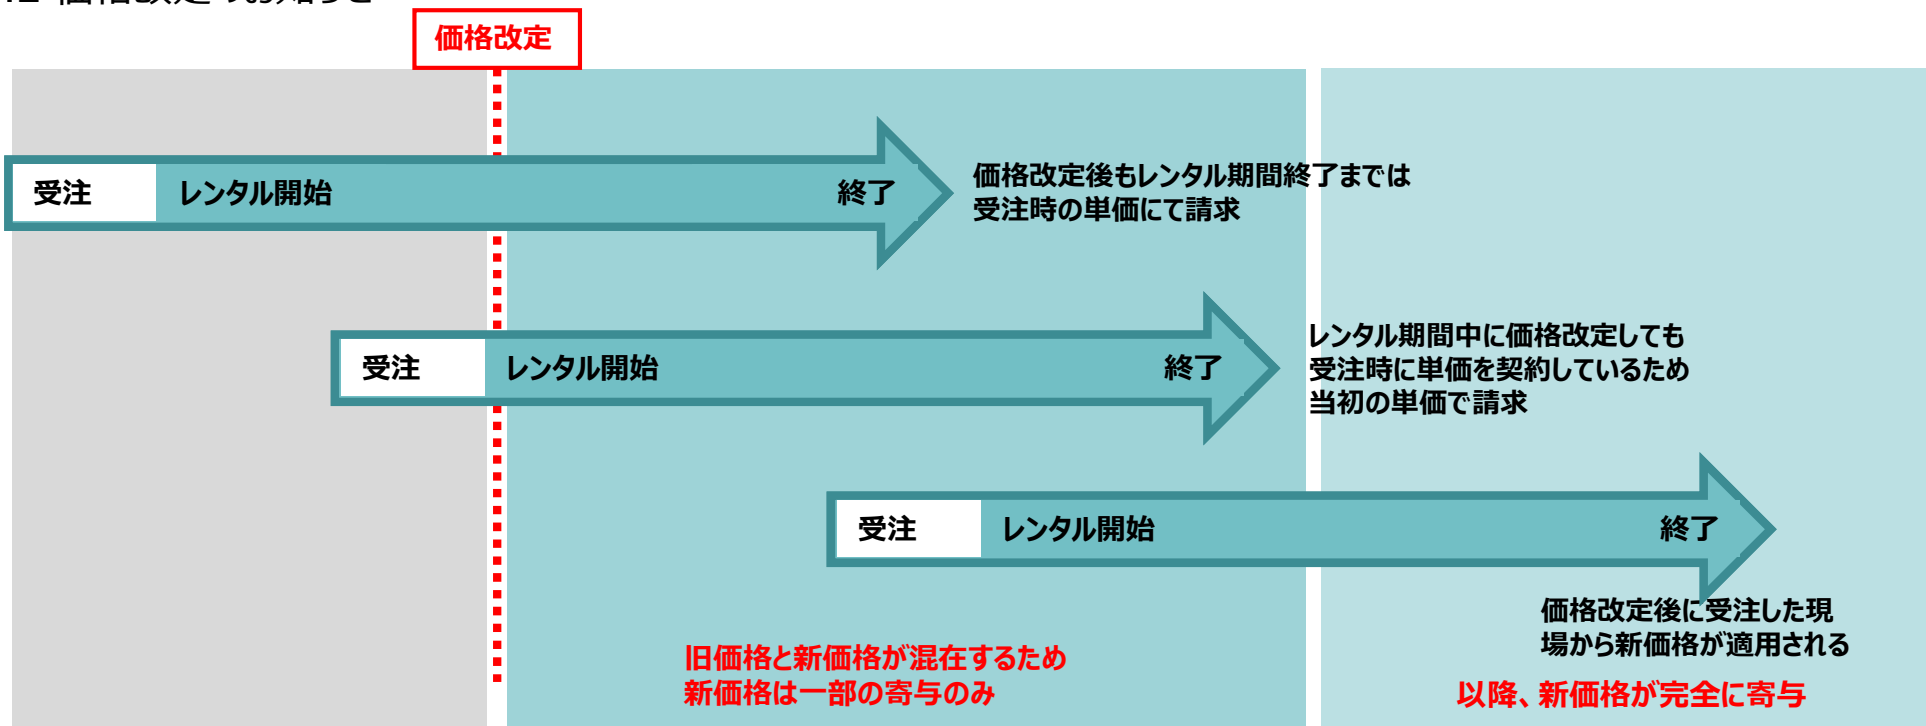 価格改定
受注
レンタル開始
終了
価格改定後もレンタル期間終了までは
受注時の単価にて請求
受注
レンタル開始
終了
レンタル期間中に価格改定しても
受注時に単価を契約しているため
当初の単価で請求
受注
レンタル開始
終了
価格改定後に受注した現
場から新価格が適用される
旧価格と新価格が混在するため
新価格は一部の寄与のみ
以降、新価格が完全に寄与